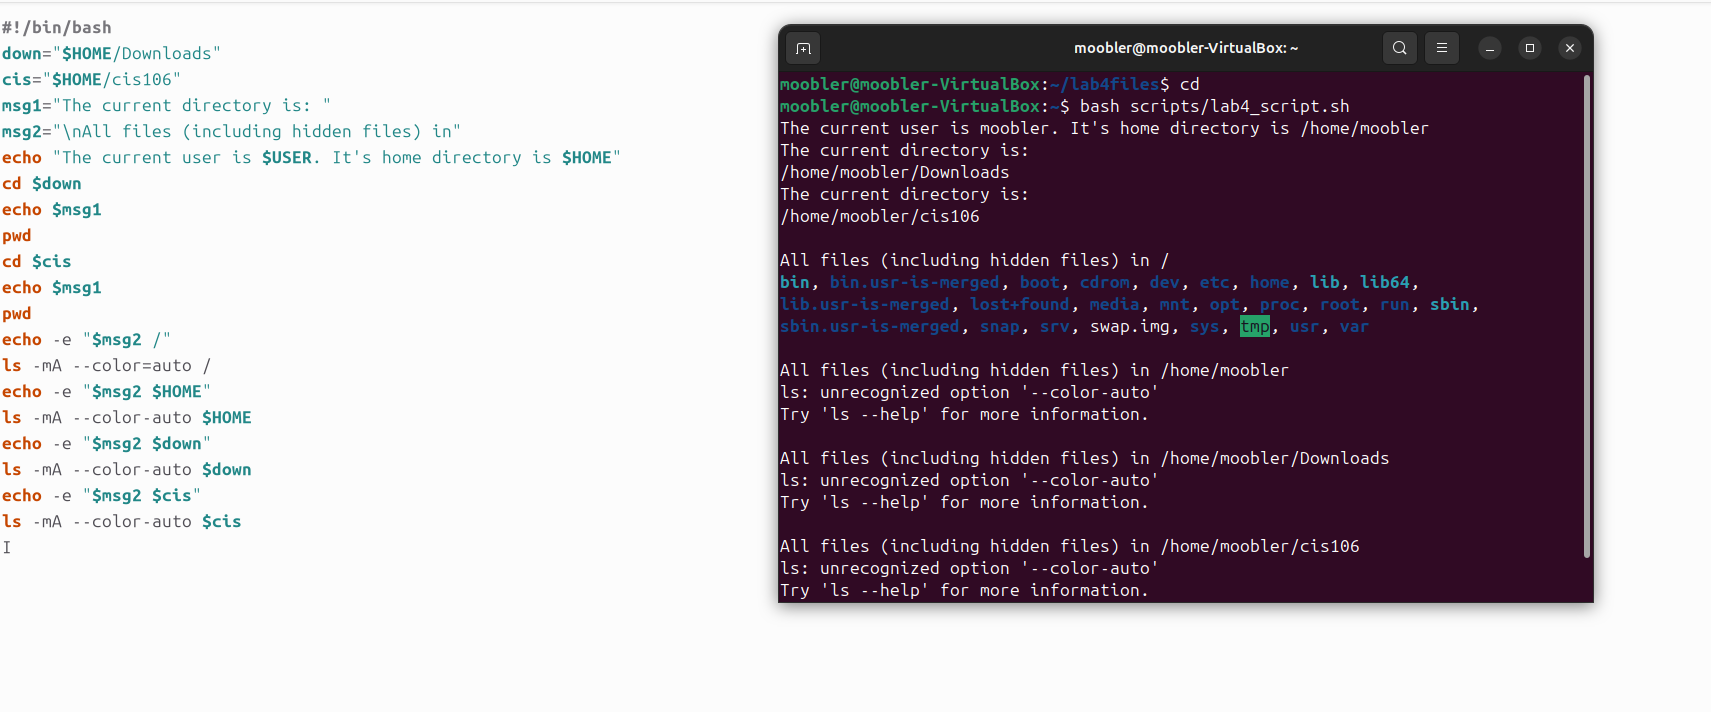 #!/bin/bash
down="$HOME/Downloads"
cis="$HOME/cis106"
msg1="The current directory is: "
msg2="\nAll files (including hidden files) in"
echo "The current user is $USER. It's home directory is $HOME"
cd $down
echo $msg1
pwd
cd $cis
echo $msg1
pwd
echo -e "$msg2 /"
ls -mA --color=auto /
echo -e "$msg2 $HOME"
ls -mA --color-auto $HOME
echo -e "$msg2 $down"
ls -mA --color-auto $down
echo -e "$msg2 $cis"
ls -mA --color-auto $cis
moobler@moobler-VirtualBox: ~
moobler@moobler-VirtualBox:~/lab4files$ cd
moobler@moobler-VirtualBox:~$ bash scripts/lab4_script.sh
The current user is moobler. It's home directory is /home/moobler
The current directory is:
/home/moobler/Downloads
The current directory is:
/home/moobler/cis106
All files (including hidden files) in /
bin, bin.usr-is-merged, boot, cdrom, dev, etc, home, lib, lib64,
lib.usr-is-merged, lost+found, media, mnt, opt, proc, root, run, sbin,
sbin.usr-is-merged, snap, srv, swap.img, sys, tmp, usr, var
All files (including hidden files) in /home/moobler
ls: unrecognized option '--color-auto'
Try 'ls --help' for more information.
All files (including hidden files) in /home/moobler/Downloads
ls: unrecognized option '--color-auto'
Try 'ls --help' for more information.
All files (including hidden files) in /home/moobler/cis106
ls: unrecognized option '--color-auto'
Try 'ls --help' for more information.